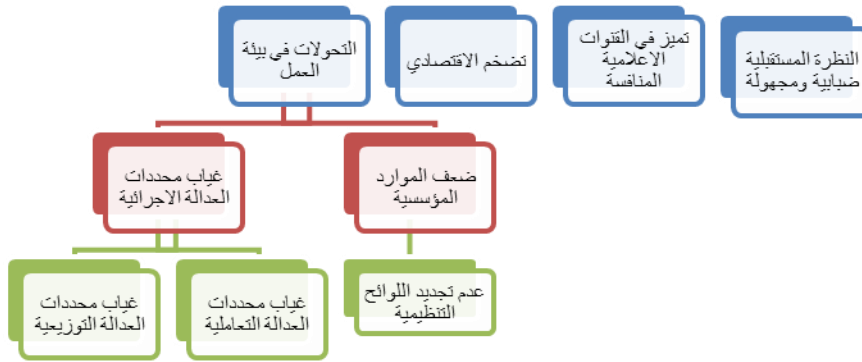 النظرة المستقبلية
ضبابية ومجهولة
تميز في القنوات
الاعلامية
المنافسة
تضخم الاقتصادي
التحولات في بيئة
العمل
ضعف الموارد
المؤسسية
غياب محددات
العدالة الاجرائية
عدم تجديد اللوائح
التنظيمية
غياب محددات
العدالة التعاملية
غياب محددات
العدالة التوزيعية